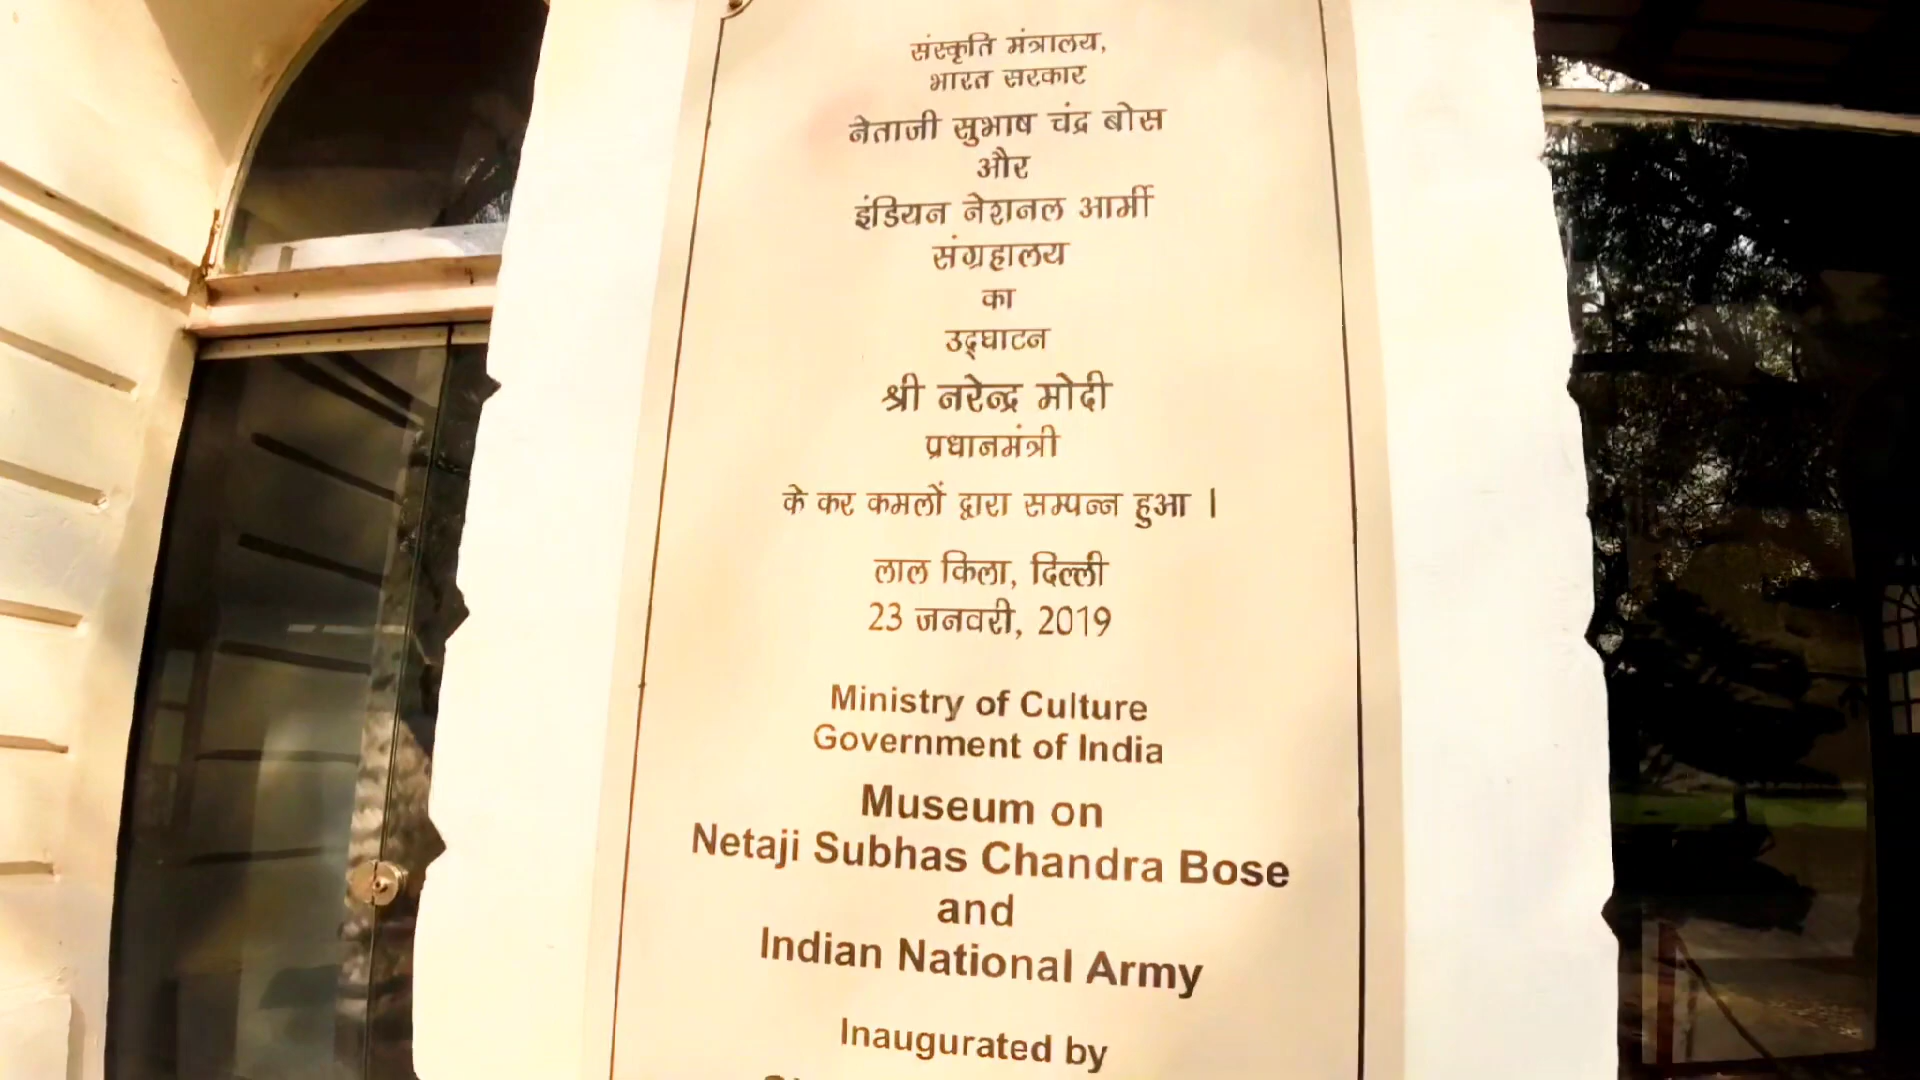 संस्कृति मंत्रालय,
भारत सरकार
नेताजी सुभाष चंद्र बोस
और
इंडियन नेशनल आर्मी
संग्रहालय
का
उद्घाटन
श्री नरेन्द्र मोदी
प्रधानमंत्री
के कर कमलों द्वारा सम्पन्न हुआ ।
लाल किला, दिल्ली
23 जनवरी, 2019
Ministry of Culture
Government of India
Museum on
Netaji Subhas Chandra Bose
and
Indian National Army
Inaugurated by